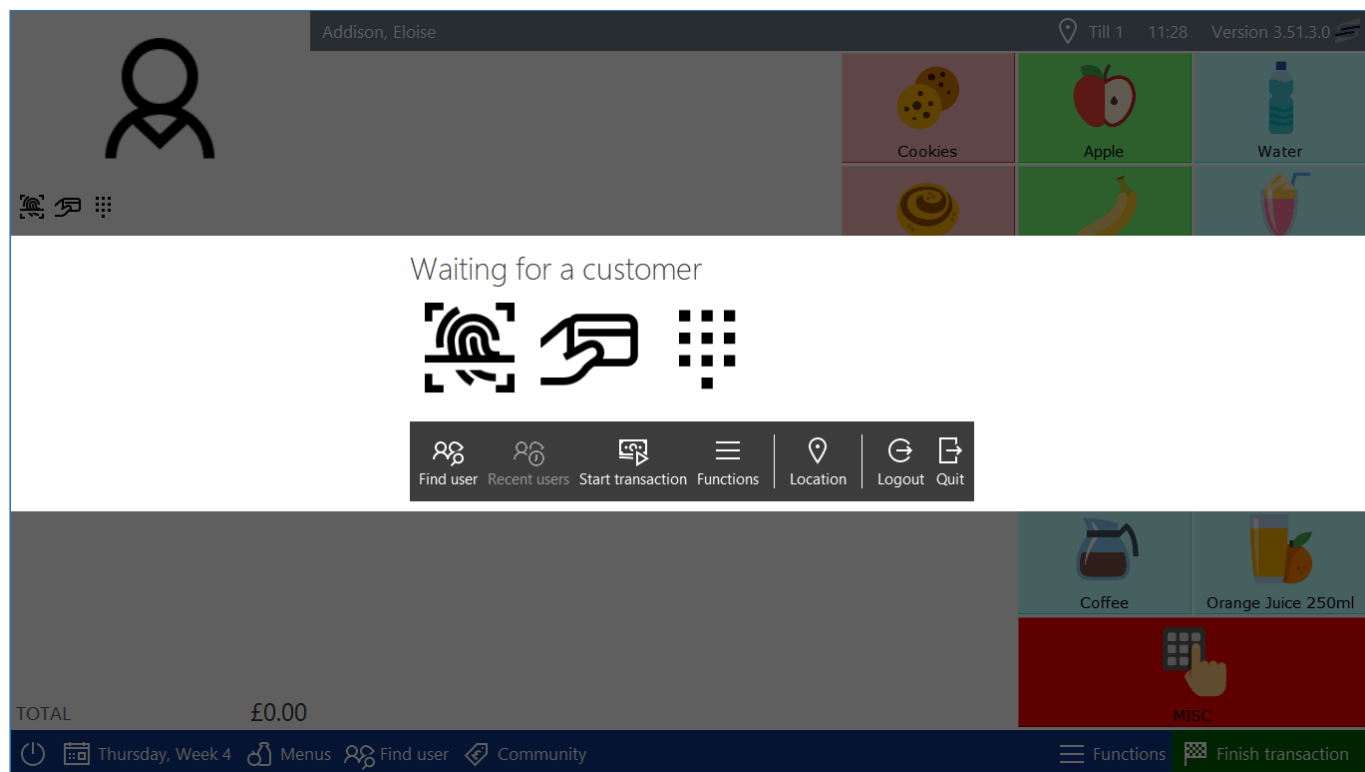 Addison, Eloise
Till 1 11:28 Version 3.51.3.0
Cookies Apple Water
Waiting for a customer
Find user Recent users Start transaction Functions Location Logout Quit
Coffee Orange Juice 250ml
MISC
TOTAL £0.00
Thursday, Week 4 Menus Find user Community Functions Finish transaction